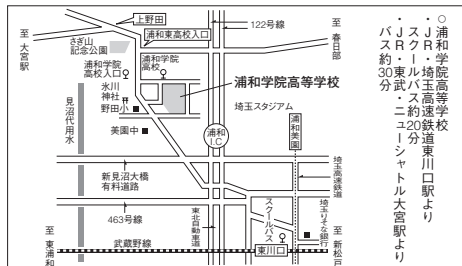 ○浦和学院高等学校
・JR・埼玉高速鉄道東川口駅より
スクールバス約20分
・JR・東武・ニューシャトル大宮駅より
バス約30分
至
大宮駅
上野田
浦和東高校入口
122号線
至
春日部
さぎ山
記念公園
浦和学院
高校入口
浦和学院
高校
浦和学院高等学校
氷川
神社
野田小
埼玉スタジアム
見沼代用水
美園中
浦和
I.C
浦和美園
新見沼大橋
有料道路
埼玉高速鉄道
463号線
東北自動車道
スクールバス
埼玉りそな銀行
至
東浦和
武蔵野線
東川口
至
新松戸